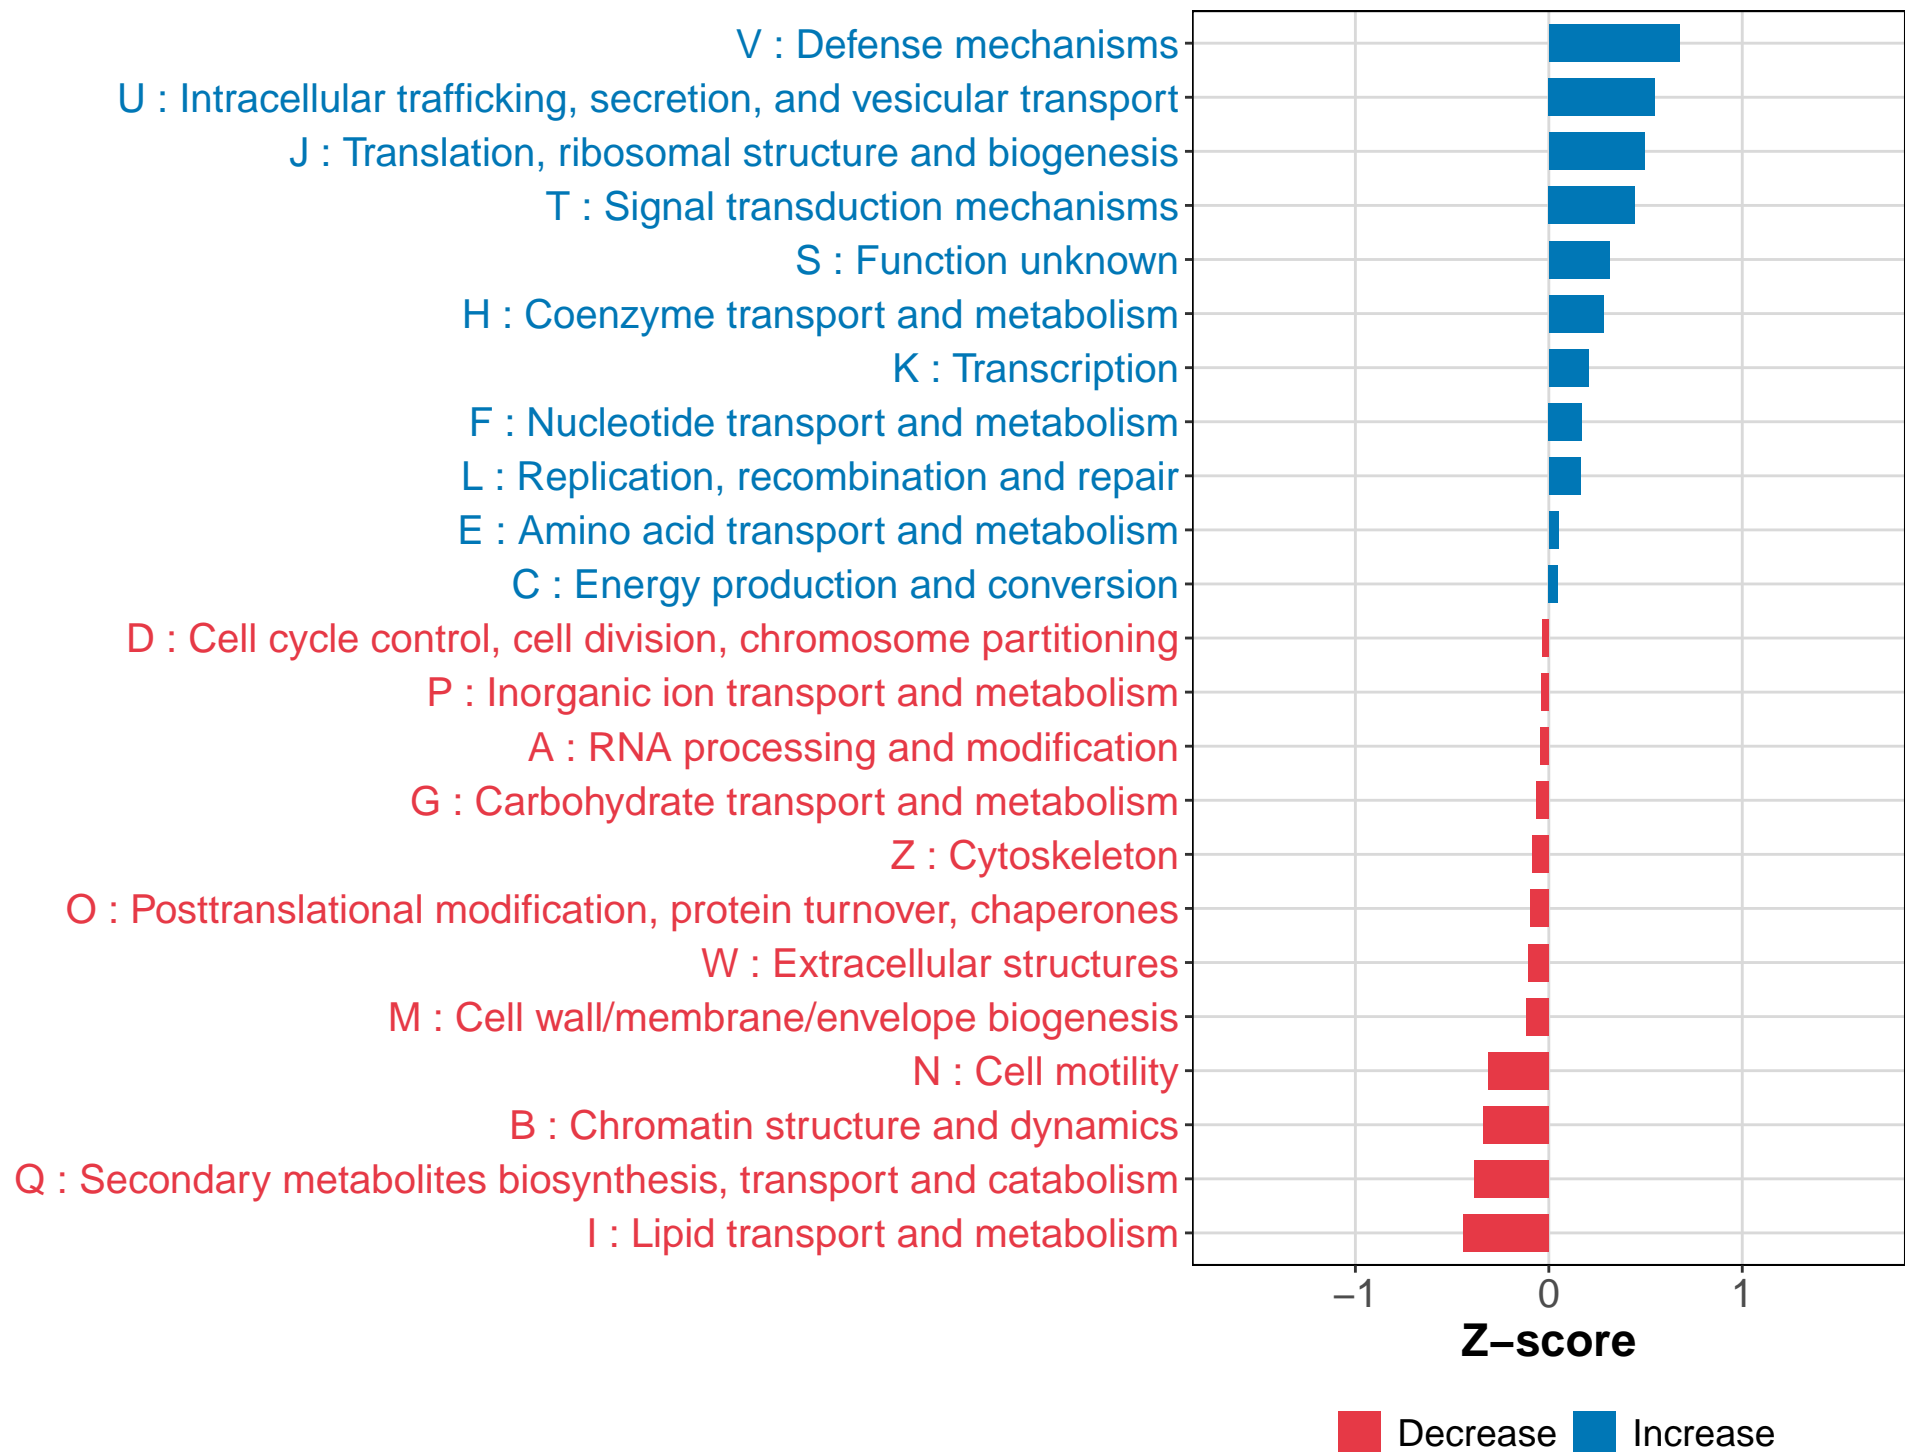 V : Defense mechanisms
U : Intracellular trafficking, secretion, and vesicular transport
J : Translation, ribosomal structure and biogenesis
T : Signal transduction mechanisms
S : Function unknown
H : Coenzyme transport and metabolism
K : Transcription
F : Nucleotide transport and metabolism
L : Replication, recombination and repair
E : Amino acid transport and metabolism
C : Energy production and conversion
D : Cell cycle control, cell division, chromosome partitioning
P : Inorganic ion transport and metabolism
A : RNA processing and modification
G : Carbohydrate transport and metabolism
Z : Cytoskeleton
O : Posttranslational modification, protein turnover, chaperones
W : Extracellular structures
M : Cell wall/membrane/envelope biogenesis
N : Cell motility
B : Chromatin structure and dynamics
Q : Secondary metabolites biosynthesis, transport and catabolism
I : Lipid transport and metabolism
−1 0 1
Z−score
Decrease Increase